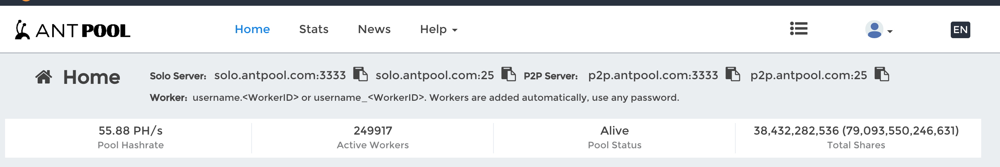 ANTPOOL Home Stats News Help EN
Home Solo Server: solo.antpool.com:3333 solo.antpool.com:25 P2P Server: p2p.antpool.com:3333 p2p.antpool.com:25
Worker: username.<WorkerID> or username_<WorkerID>. Workers are added automatically, use any password.
55.88 PH/s 249917 Alive 38,432,282,536 (79,093,550,246,631)
Pool Hashrate Active Workers Pool Status Total Shares